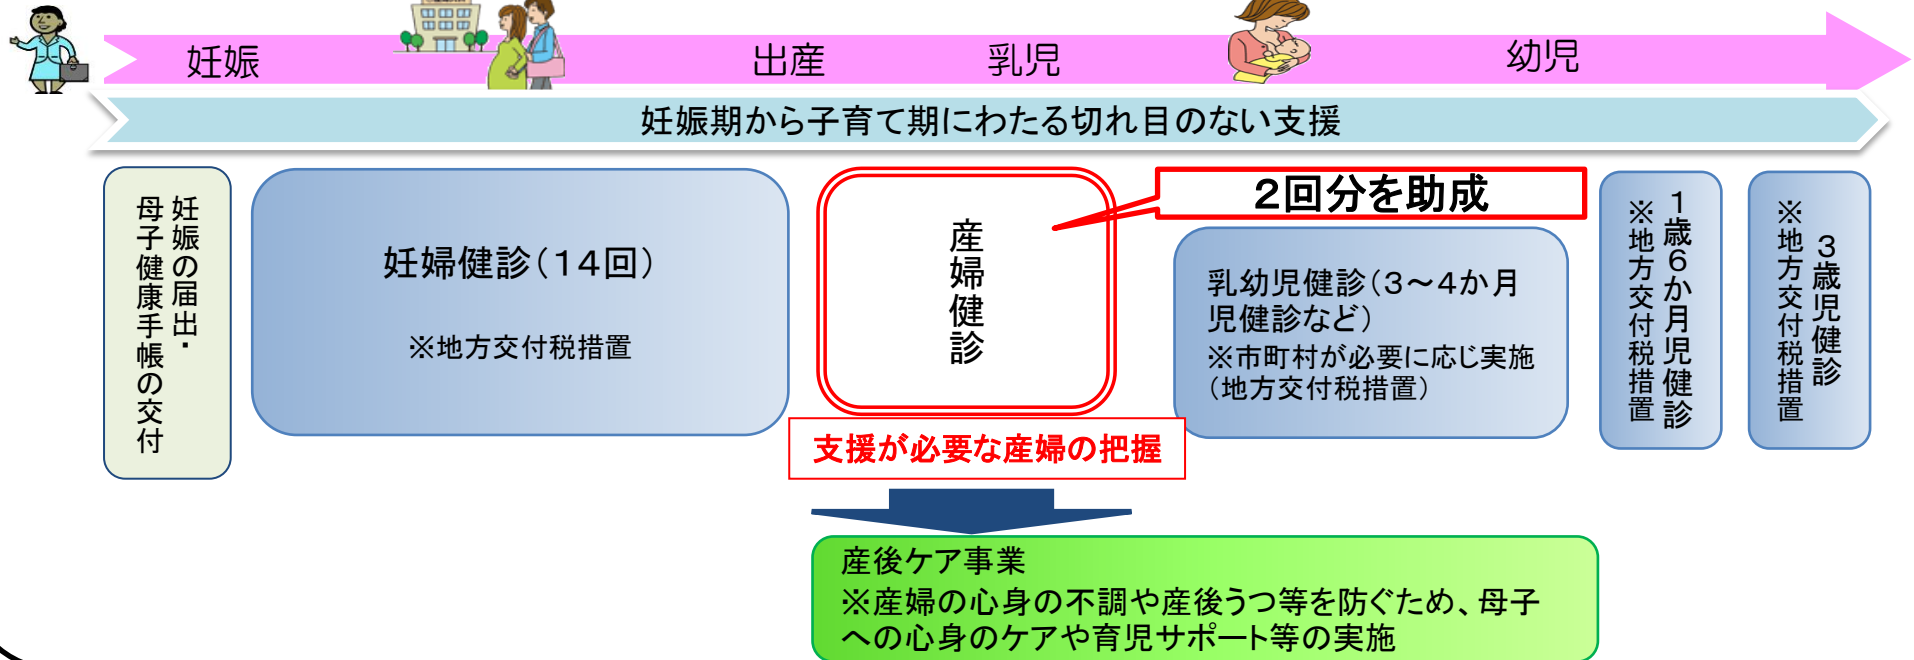 妊娠
出産
乳児
幼児
妊娠期から子育て期にわたる切れ目のない支援
妊娠の届出・
母子健康手帳の交付
妊婦健診(14回)
※地方交付税措置
産婦健診
2回分を助成
乳幼児健診(3~4か月
児健診など)
※市町村が必要に応じ実施
(地方交付税措置)
1歳6か月児健診
※地方交付税措置
3歳児健診
※地方交付税措置
支援が必要な産婦の把握
産後ケア事業
※産婦の心身の不調や産後うつ等を防ぐため、母子
への心身のケアや育児サポート等の実施